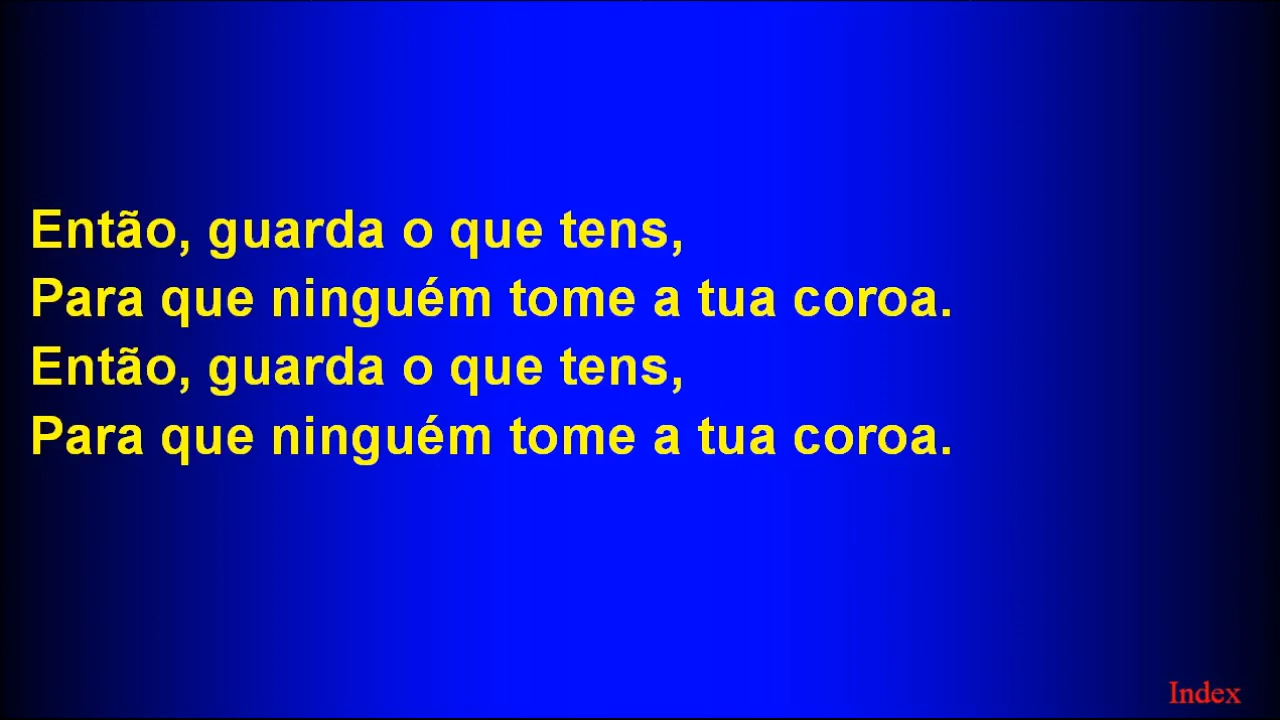 Então, guarda o que tens,
Para que ninguém tome a tua coroa.
Então, guarda o que tens,
Para que ninguém tome a tua coroa.
Index